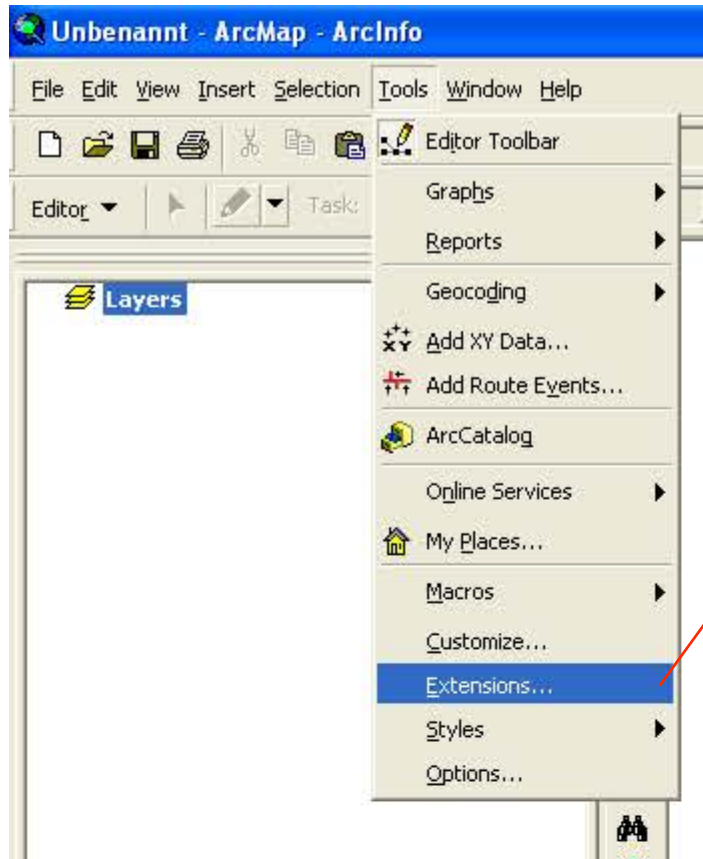 Unbenannt - ArcMap - ArcInfo
File Edit View Insert Selection Tools Window Help
Editor Toolbar
Editor Task:
Graphs
Reports
Layers
Geocoding
Add XY Data...
Add Route Events...
ArcCatalog
Online Services
My Places...
Macros
Customize...
Extensions...
Styles
Options...